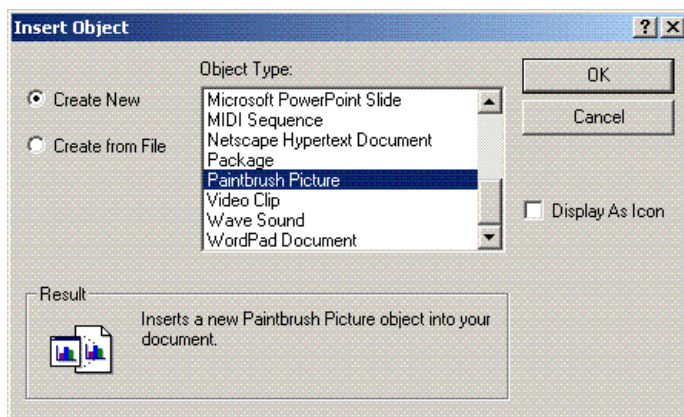 Insert Object
Object Type:
Create New
Create from File
Microsoft PowerPoint Slide
MIDI Sequence
Netscape Hypertext Document
Package
Paintbrush Picture
Video Clip
Wave Sound
WordPad Document
OK
Cancel
Display As Icon
Result
Inserts a new Paintbrush Picture object into your
document.